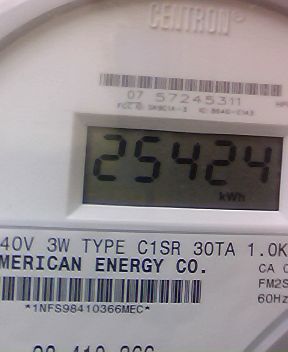 CENTRON®
07 57245311
25424
kWh
40V 3W TYPE C1SR 30TA 1.0K
MERICAN ENERGY CO.
CA 0
FM2S
60Hz
*1NFS98410366MEC*